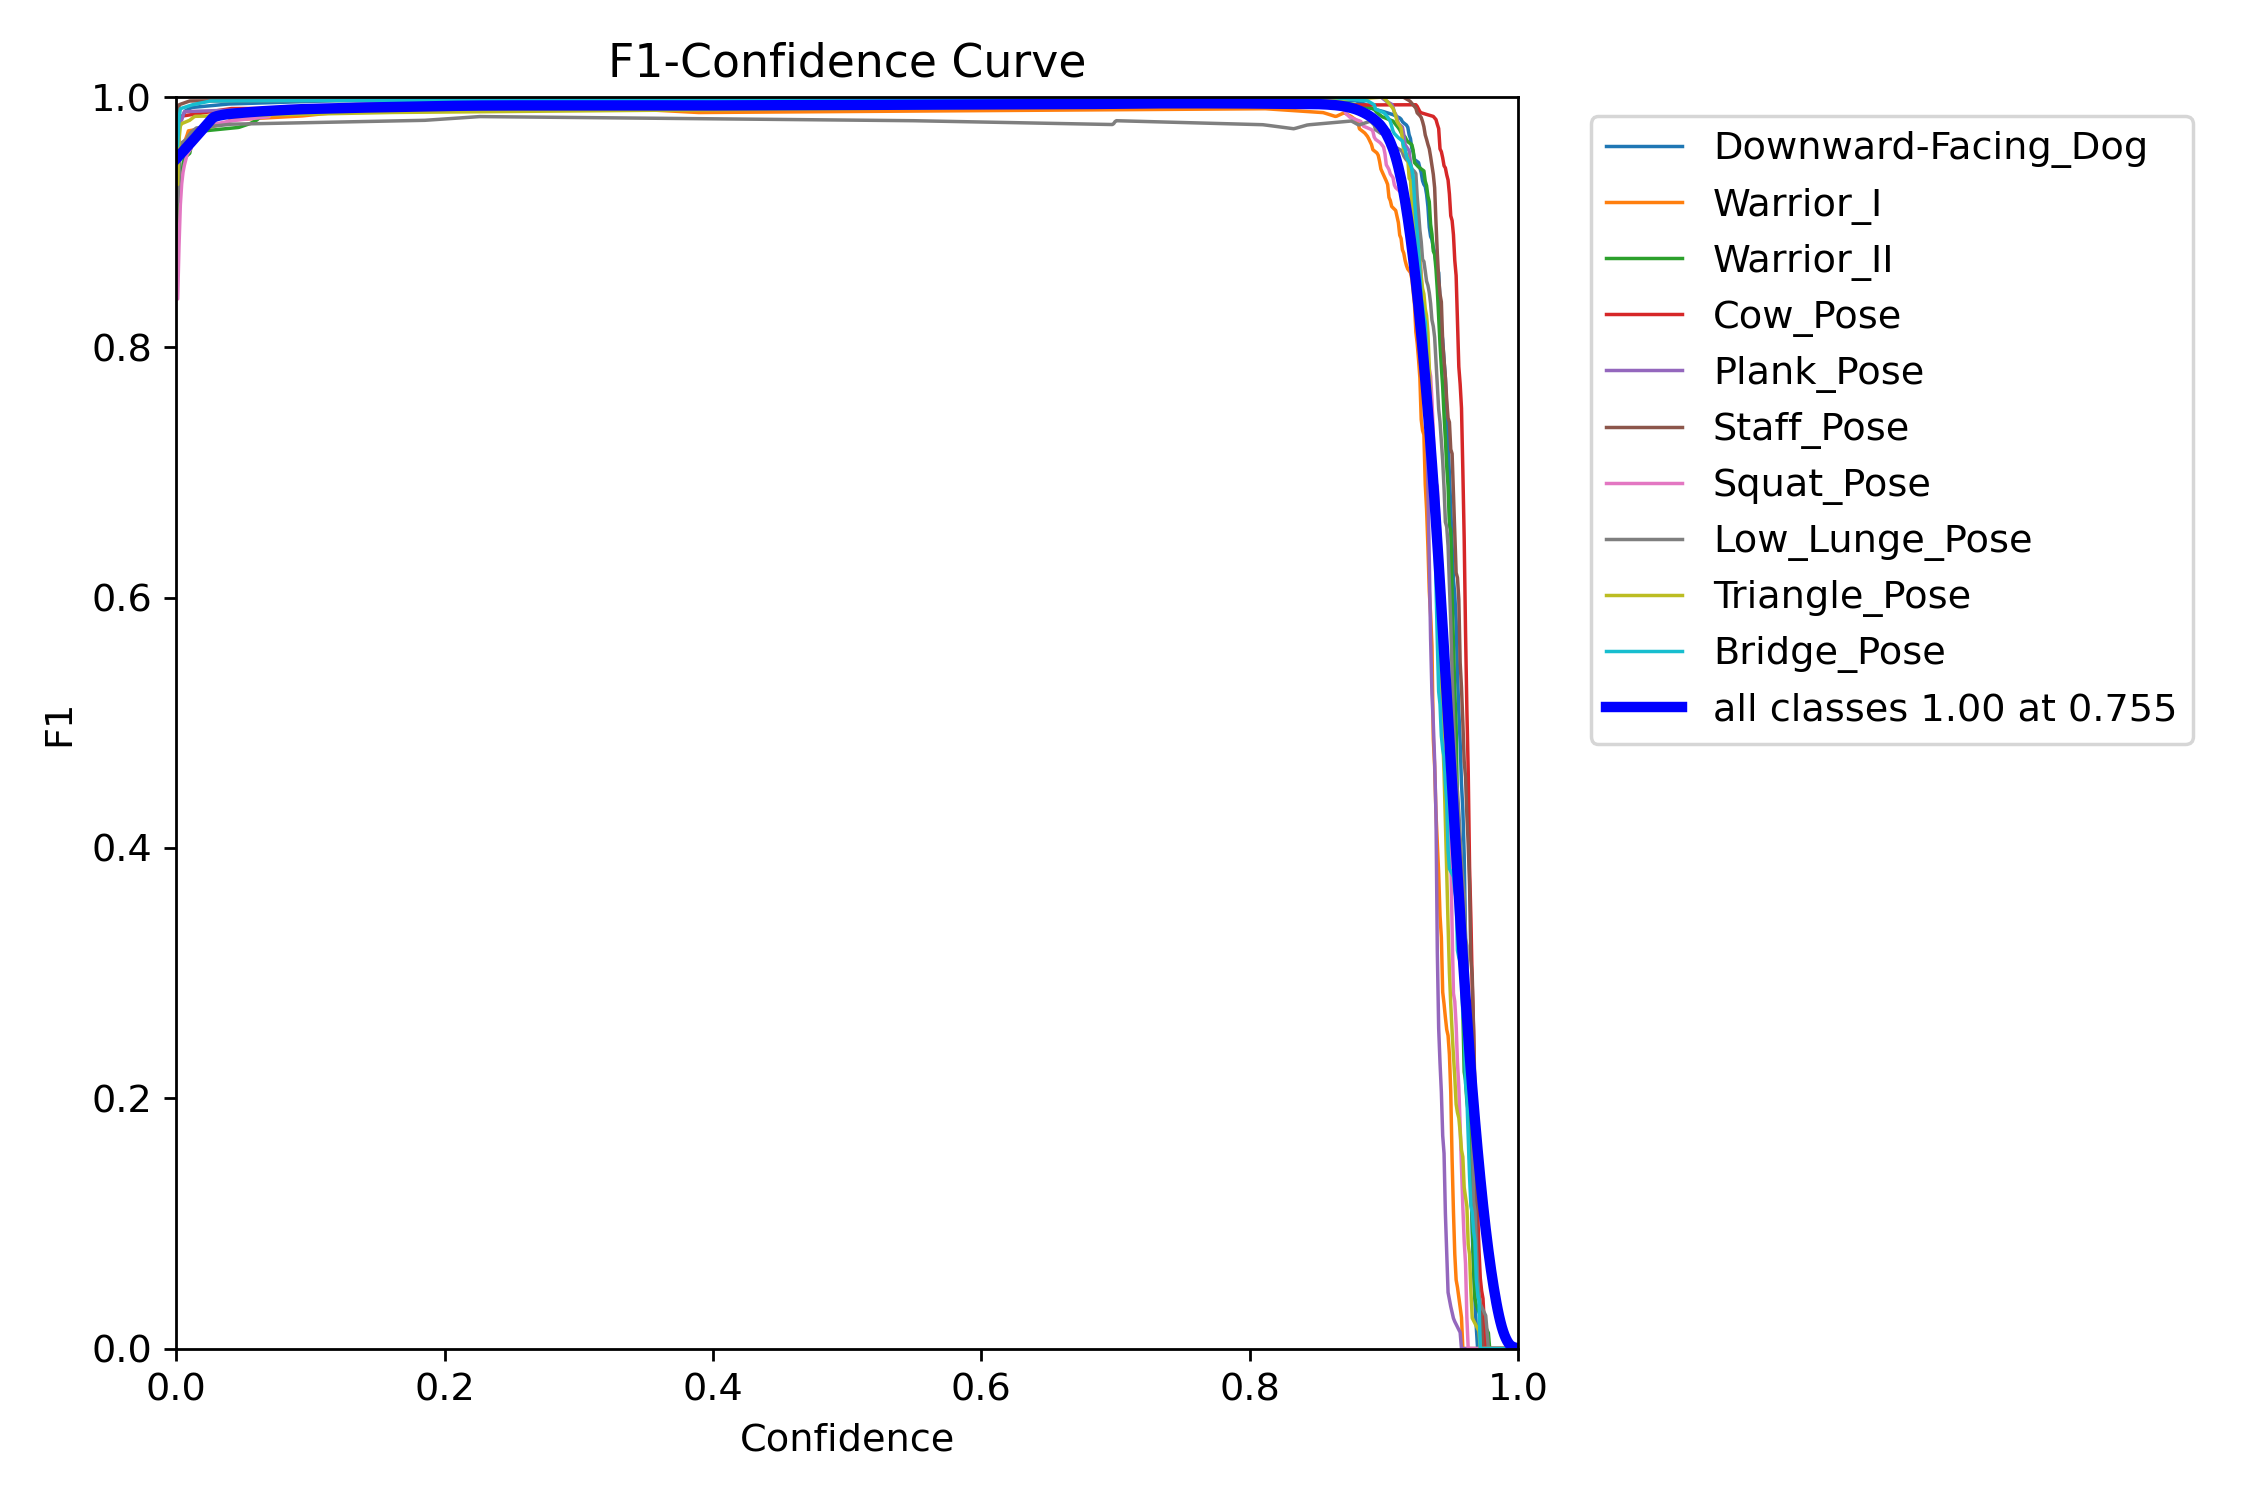 F1-Confidence Curve
1.0
0.8
0.6
0.4
0.2
0.0
F1
0.0 0.2 0.4 0.6 0.8 1.0
Confidence
Downward-Facing_Dog
Warrior_I
Warrior_II
Cow_Pose
Plank_Pose
Staff_Pose
Squat_Pose
Low_Lunge_Pose
Triangle_Pose
Bridge_Pose
all classes 1.00 at 0.755